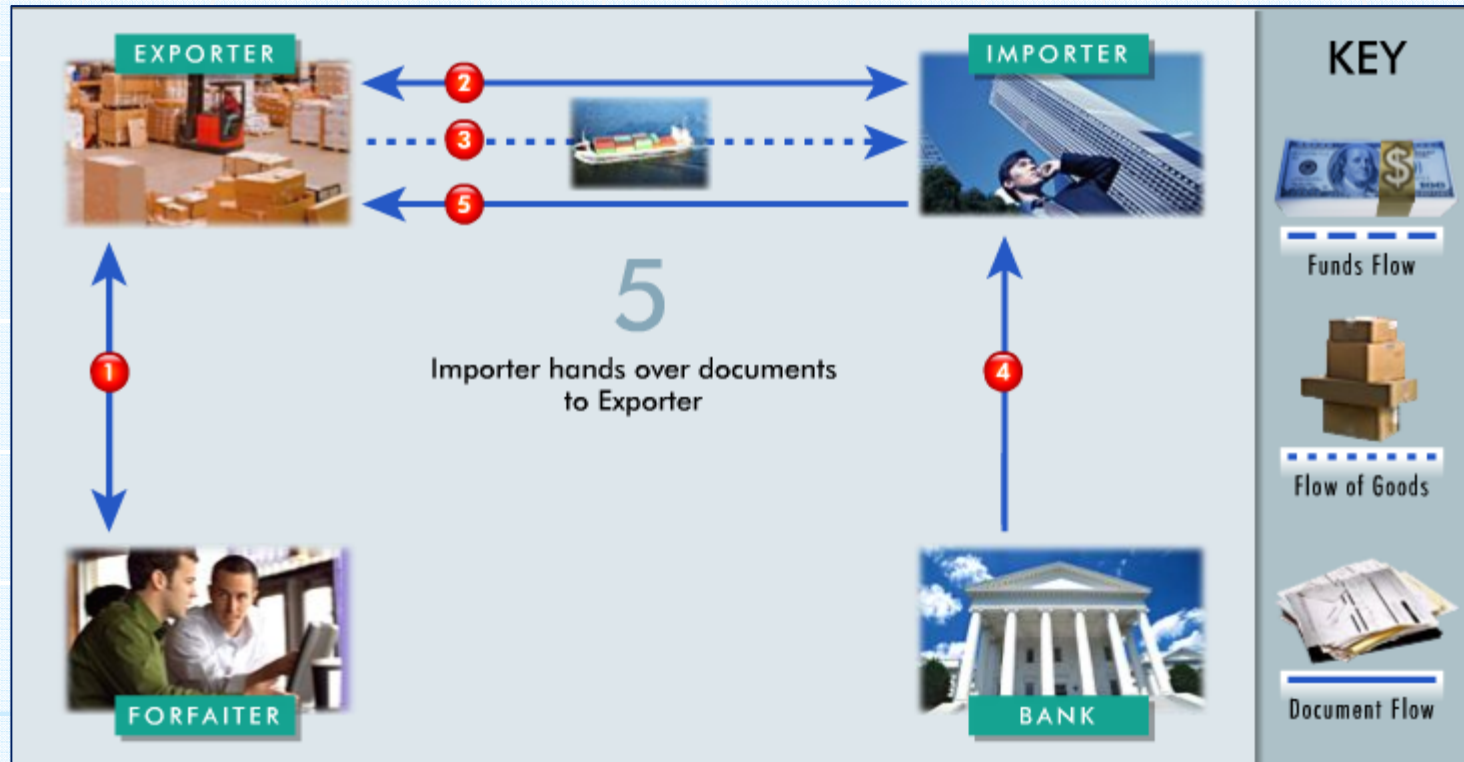 EXPORTER
IMPORTER
KEY
2
3
5
$
100
Funds Flow
5
Importer hands over documents
to Exporter
1
4
Flow of Goods
FORFAITER
BANK
Document Flow